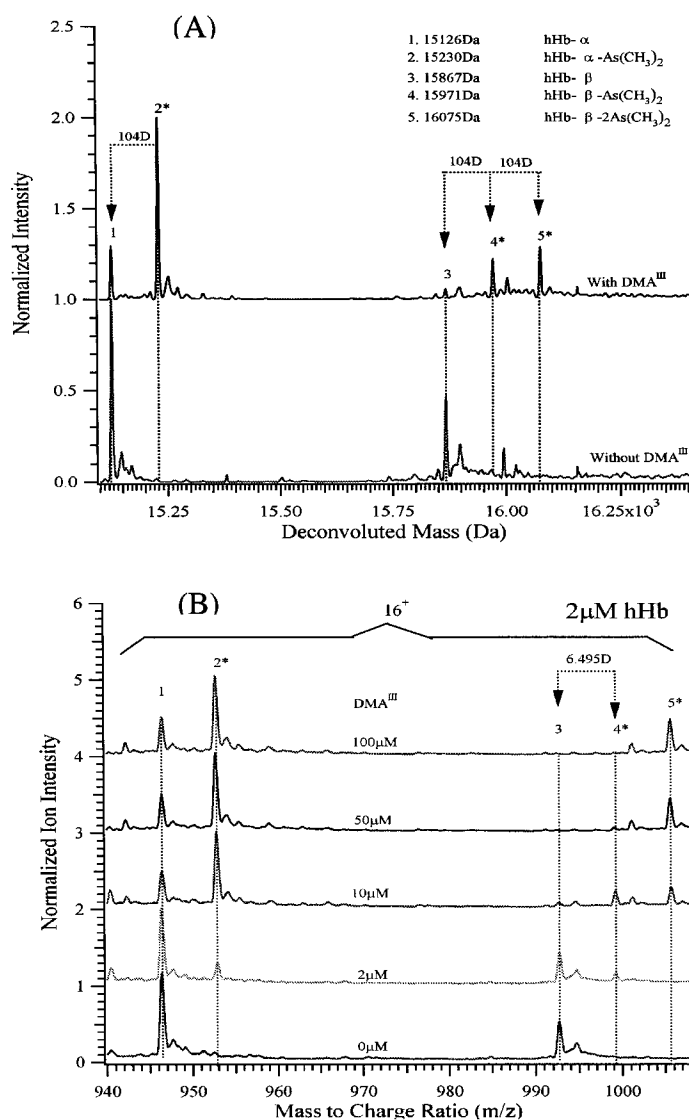 (A)
1. 15126Da hHb- α
2. 15230Da hHb- α -As(CH₃)₂
3. 15867Da hHb- β
4. 15971Da hHb- β -As(CH₃)₂
5. 16075Da hHb- β -2As(CH₃)₂
2.5
2.0
1.5
1.0
0.5
0.0
Normalized Intensity
104D
2*
1
104D 104D
3
4*
5*
With DMAᴵᴵᴵ
Without DMAᴵᴵᴵ
15.25 15.50 15.75 16.00 16.25x10³
Deconvoluted Mass (Da)
(B)
16⁺
2μM hHb
6
5
4
3
2
1
0
Normalized Ion Intensity
6.495D
1
2*
DMAᴵᴵᴵ
3
4*
5*
100μM
50μM
10μM
2μM
0μM
940 950 960 970 980 990 1000
Mass to Charge Ratio (m/z)